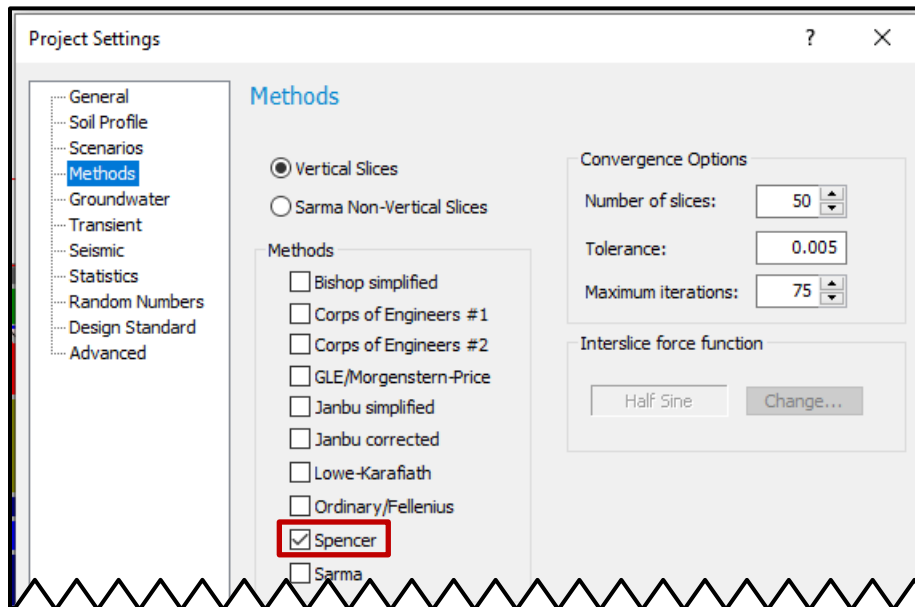 Project Settings
?
General
Soil Profile
Scenarios
Methods
Groundwater
Transient
Seismic
Statistics
Random Numbers
Design Standard
Advanced
Methods
Vertical Slices
Sarma Non-Vertical Slices
Methods
Bishop simplified
Corps of Engineers #1
Corps of Engineers #2
GLE/Morgenstern-Price
Janbu simplified
Janbu corrected
Lowe-Karafiath
Ordinary/Fellenius
Spencer
Sarma
Convergence Options
Number of slices: 50
Tolerance: 0.005
Maximum iterations: 75
Interslice force function
Half Sine Change...